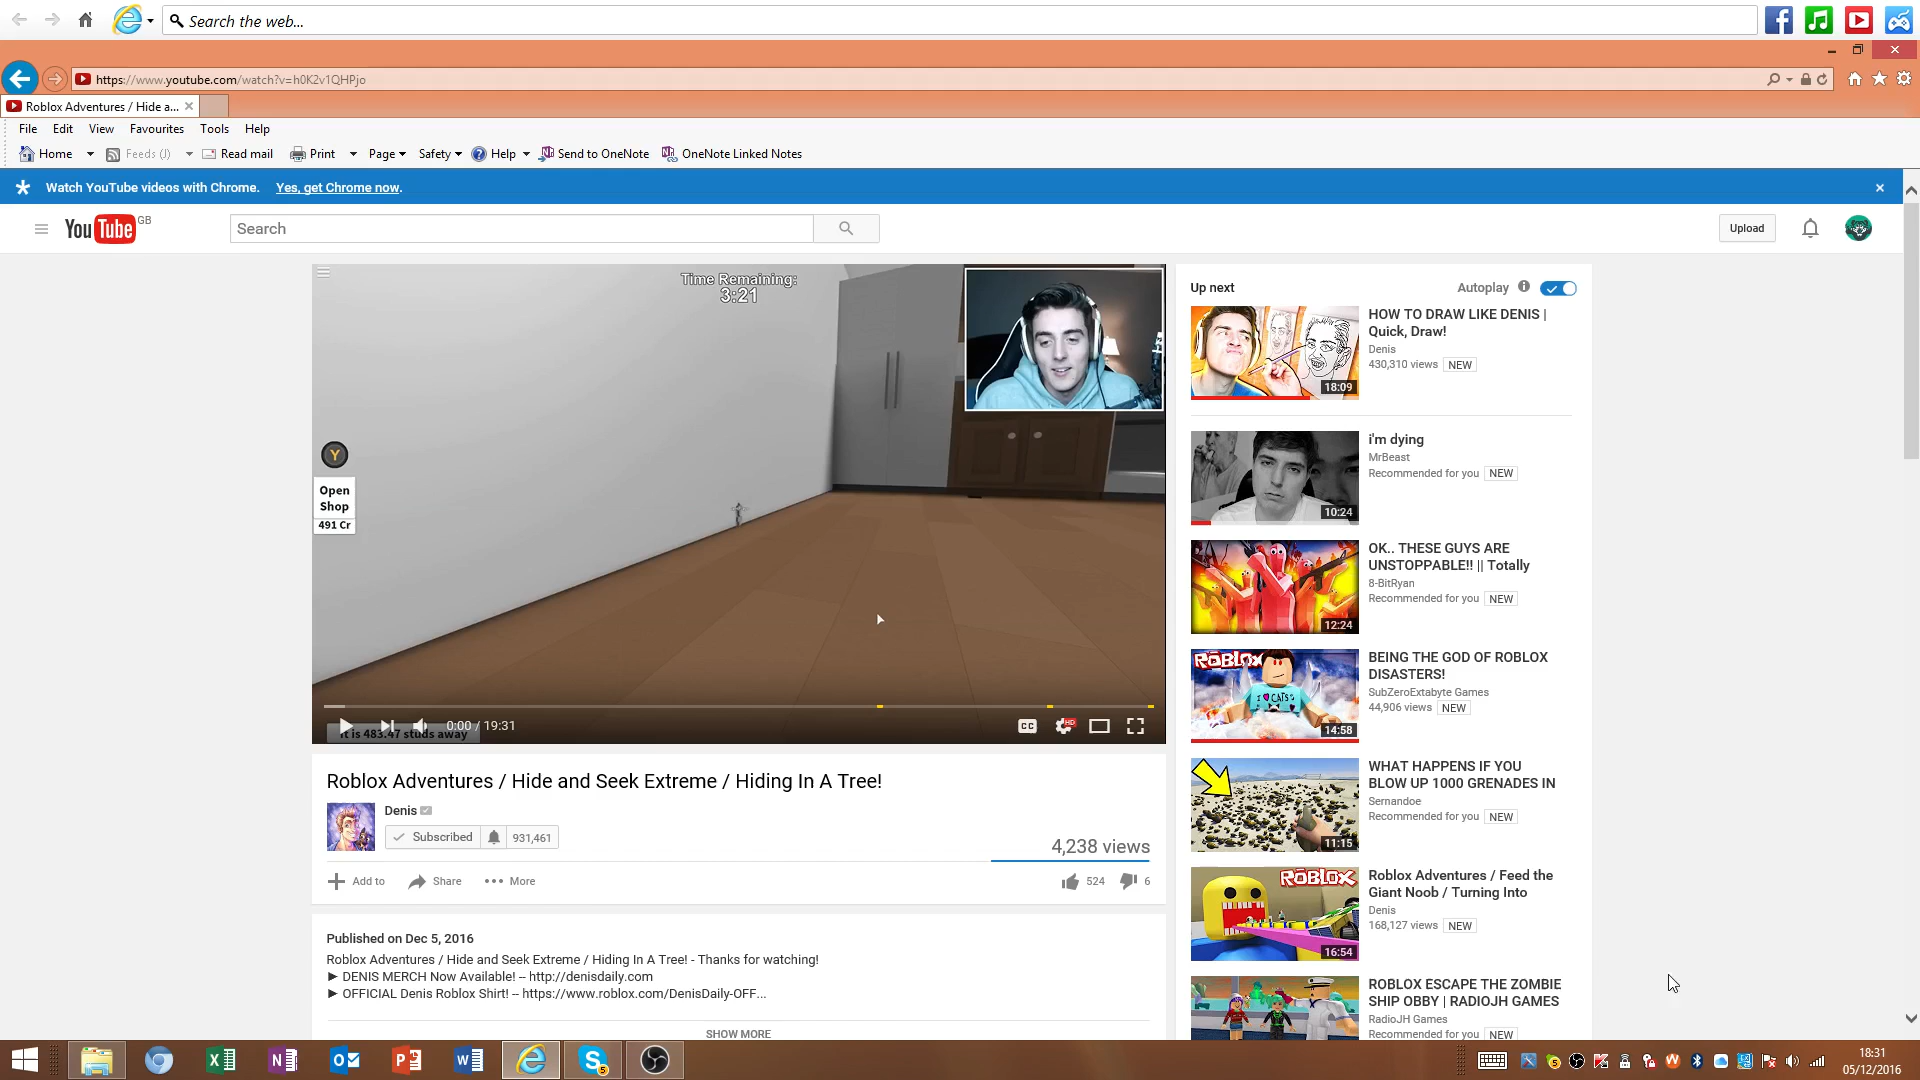 Search the web...
https://www.youtube.com/watch?v=h0K2v1QHPjo
Roblox Adventures / Hide a...
File Edit View Favourites Tools Help
Home Feeds (J) Read mail Print Page Safety Help Send to OneNote OneNote Linked Notes
Watch YouTube videos with Chrome. Yes, get Chrome now.
YouTube GB
Search
Upload
Time Remaining:
3:21
Y
Open
Shop
491 Cr
0:00 / 19:31
CC
HD
It is 483.47 studs away
Roblox Adventures / Hide and Seek Extreme / Hiding In A Tree!
Denis
Subscribed 931,461
4,238 views
Add to Share More
524 6
Published on Dec 5, 2016
Roblox Adventures / Hide and Seek Extreme / Hiding In A Tree! - Thanks for watching!
► DENIS MERCH Now Available! -- http://denisdaily.com
► OFFICIAL Denis Roblox Shirt! -- https://www.roblox.com/DenisDaily-OFF...
SHOW MORE
Up next
Autoplay
HOW TO DRAW LIKE DENIS |
Quick, Draw!
Denis
430,310 views NEW
18:09
i'm dying
MrBeast
Recommended for you NEW
10:24
OK.. THESE GUYS ARE
UNSTOPPABLE!! || Totally
8-BitRyan
Recommended for you NEW
12:24
ROBLOX
I ♥ CATS
BEING THE GOD OF ROBLOX
DISASTERS!
SubZeroExtabyte Games
44,906 views NEW
14:58
WHAT HAPPENS IF YOU
BLOW UP 1000 GRENADES IN
Sernandoe
Recommended for you NEW
11:15
ROBLOX
Roblox Adventures / Feed the
Giant Noob / Turning Into
Denis
168,127 views NEW
16:54
ROBLOX ESCAPE THE ZOMBIE
SHIP OBBY | RADIOJH GAMES
RadioJH Games
Recommended for you NEW
18:31
05/12/2016